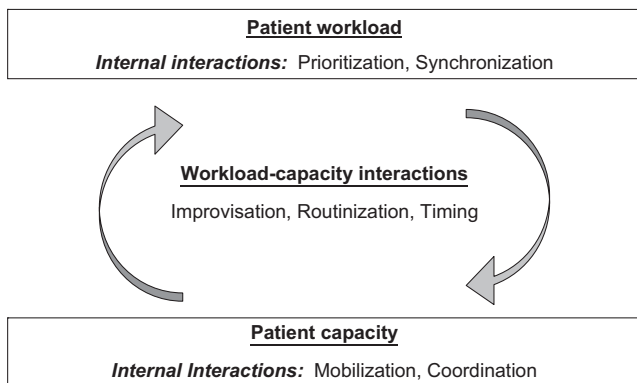 Patient workload
Internal interactions: Prioritization, Synchronization
Workload-capacity interactions
Improvisation, Routinization, Timing
Patient capacity
Internal Interactions: Mobilization, Coordination